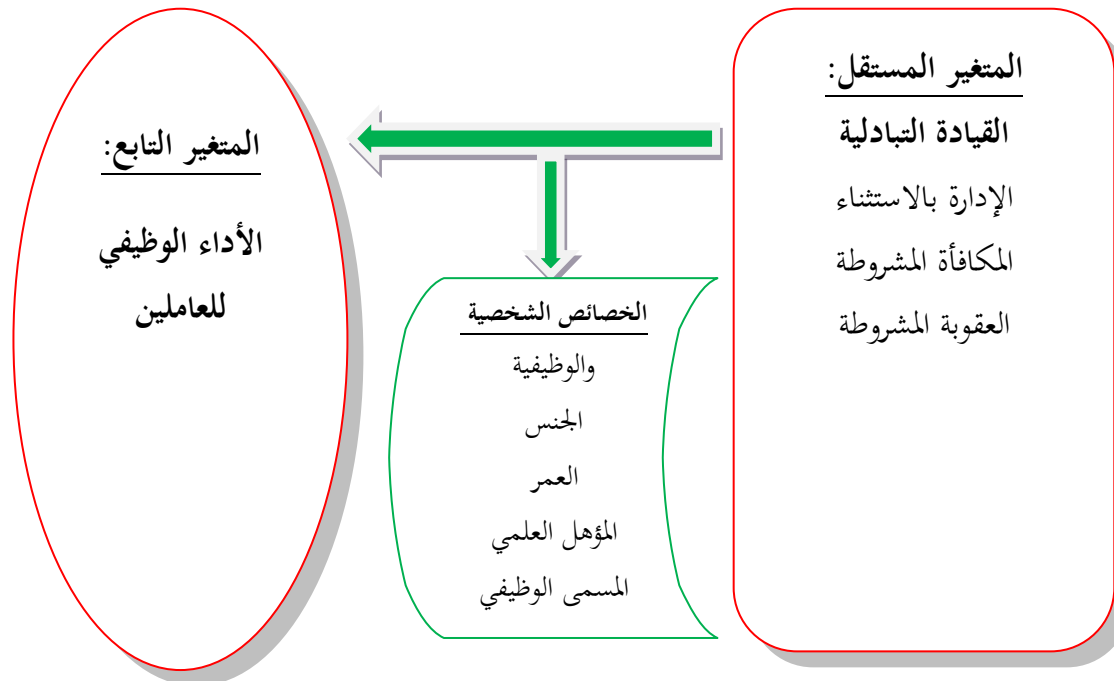 المتغير المستقل:
القيادة التبادلية
الإدارة بالاستثناء
المكافأة المشروطة
العقوبة المشروطة
المتغير التابع:
الأداء الوظيفي
للعاملين
الخصائص الشخصية
والوظيفية
الجنس
العمر
المؤهل العلمي
المسمى الوظيفي